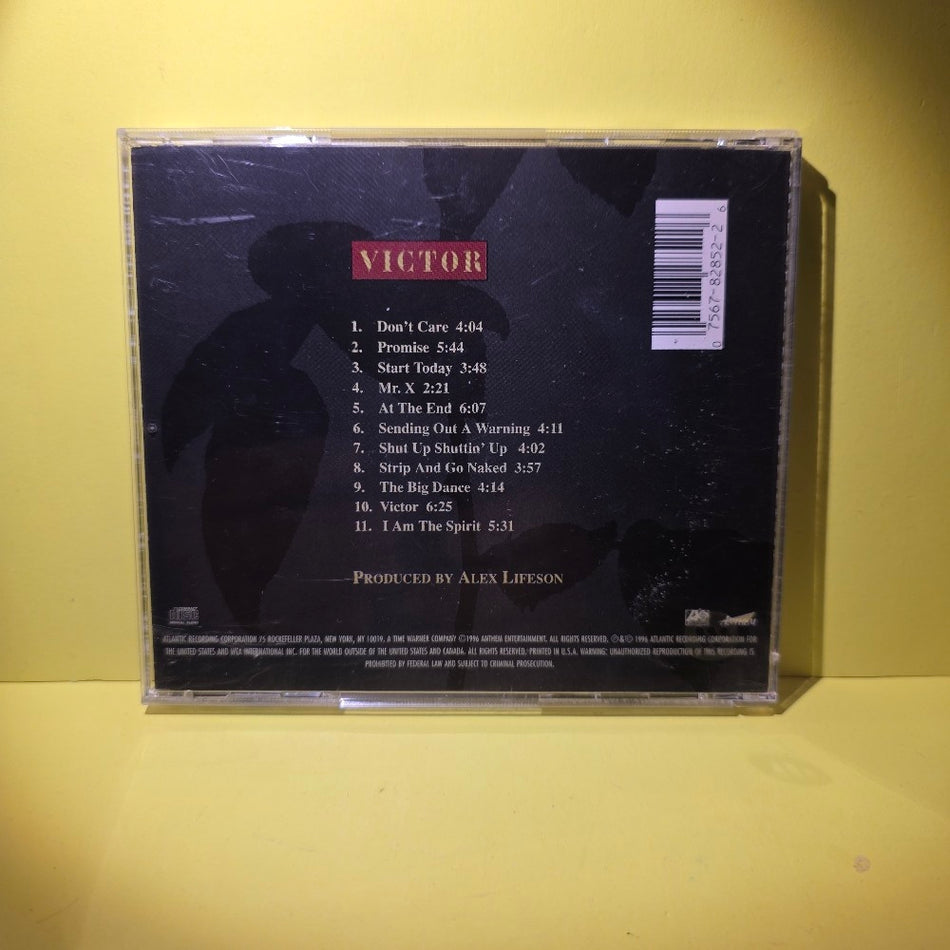 VICTOR
1. Don't Care 4:04
2. Promise 5:44
3. Start Today 3:48
4. Mr. X 2:21
5. At The End 6:07
6. Sending Out A Warning 4:11
7. Shut Up Shuttin' Up 4:02
8. Strip And Go Naked 3:57
9. The Big Dance 4:14
10. Victor 6:25
11. I Am The Spirit 5:31
PRODUCED BY ALEX LIFESON
0 7567-82852-2 6
ATLANTIC RECORDING CORPORATION 75 ROCKEFELLER PLAZA, NEW YORK, NY 10019. A TIME WARNER COMPANY ©1996 ANTHEM ENTERTAINMENT. ALL RIGHTS RESERVED. ℗&© 1996 ATLANTIC RECORDING CORPORATION FOR
THE UNITED STATES AND WEA INTERNATIONAL INC. FOR THE WORLD OUTSIDE OF THE UNITED STATES AND CANADA. ALL RIGHTS RESERVED. PRINTED IN U.S.A. WARNING: UNAUTHORIZED REPRODUCTION OF THIS RECORDING IS
PROHIBITED BY FEDERAL LAW AND SUBJECT TO CRIMINAL PROSECUTION.